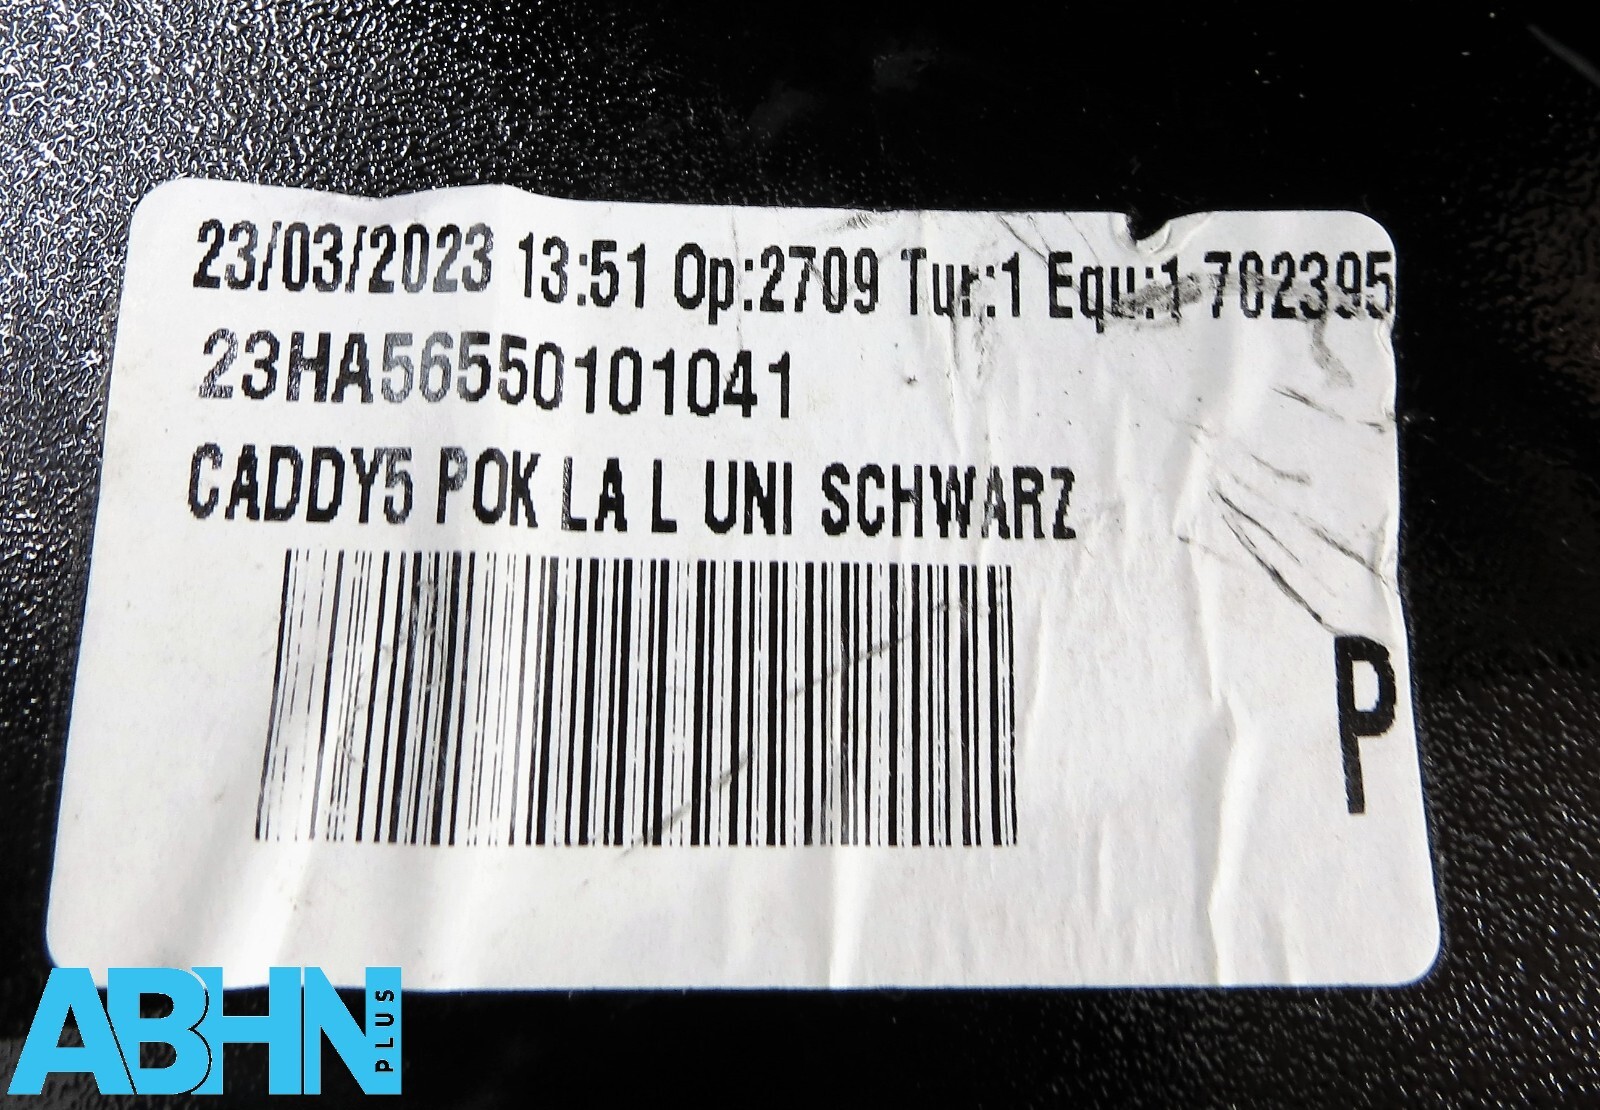 23/03/2023 13:51 Op:2709 Tur:1 Equ:1 702395
23HA56550101041
CADDY5 POK LA L UNI SCHWARZ
P
ABHN PLUS